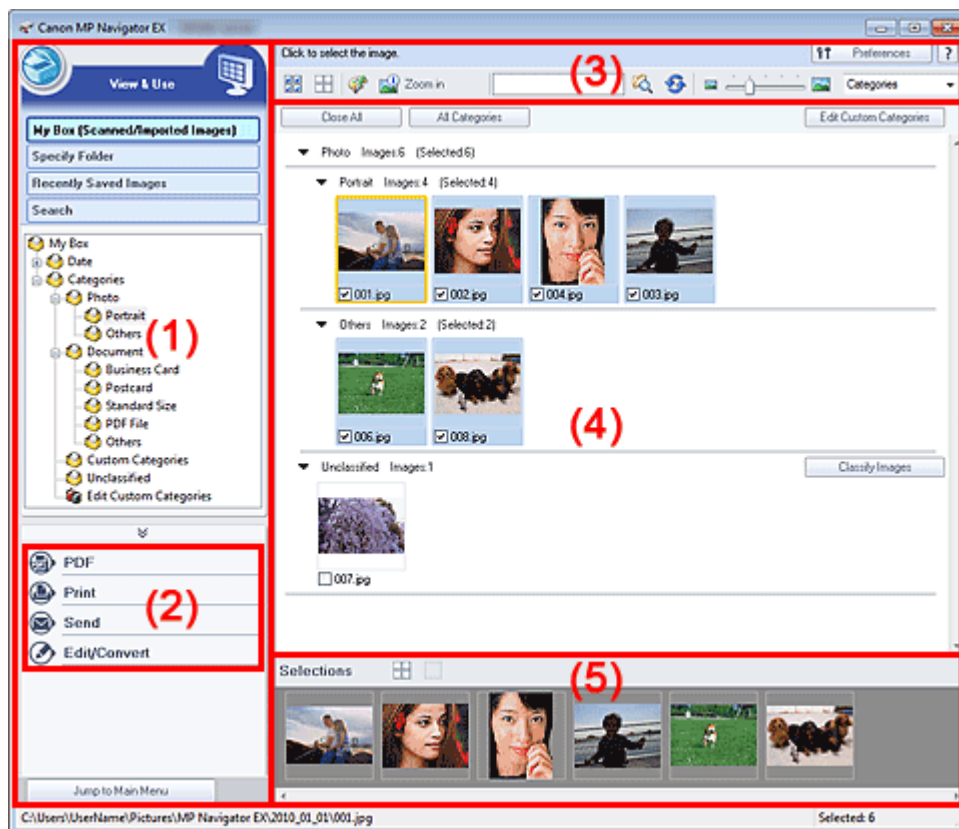 Canon MP Navigator EX
View & Use
My Box (Scanned/Imported Images)
Specify Folder
Recently Saved Images
Search
My Box
Date
Categories
Photo
Portrait
Others
Document
Business Card
Postcard
Standard Size
PDF File
Others
Custom Categories
Unclassified
Edit Custom Categories
(1)
PDF
Print
Send
Edit/Convert
(2)
Jump to Main Menu
Click to select the image.
Preferences
?
Zoom in
Categories
(3)
Close All
All Categories
Edit Custom Categories
Photo Images:6 (Selected:6)
Portrait Images:4 (Selected:4)
001.jpg
002.jpg
004.jpg
003.jpg
Others Images:2 (Selected:2)
006.jpg
008.jpg
(4)
Unclassified Images:1
Classify Images
007.jpg
Selections
(5)
C:\Users\UserName\Pictures\MP Navigator EX\2010_01_01\001.jpg
Selected: 6